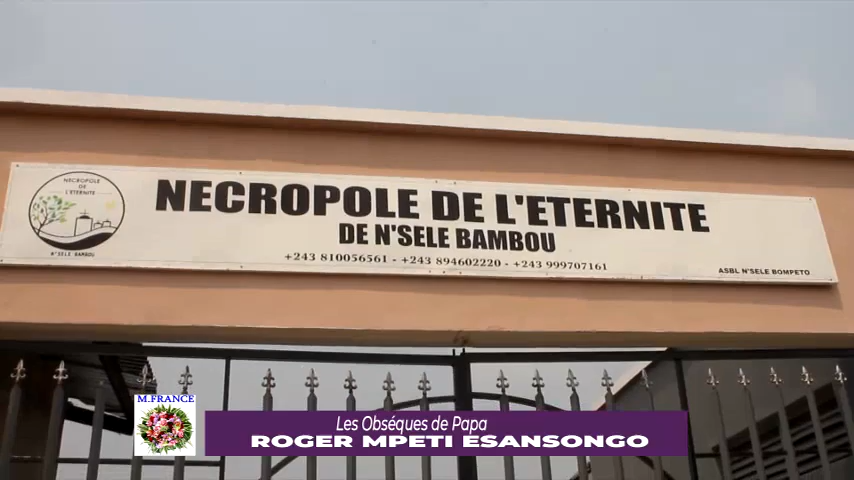 NECROPOLE
DE
L'ETERNITE
N'SELE BAMBOU
NECROPOLE DE L'ETERNITE
DE N'SELE BAMBOU
+243 810056561 - +243 894602220 - +243 999707161
ASBL N'SELE BOMPETO
M.FRANCE
Les Obséques de Papa
ROGER MPETI ESANSONGO